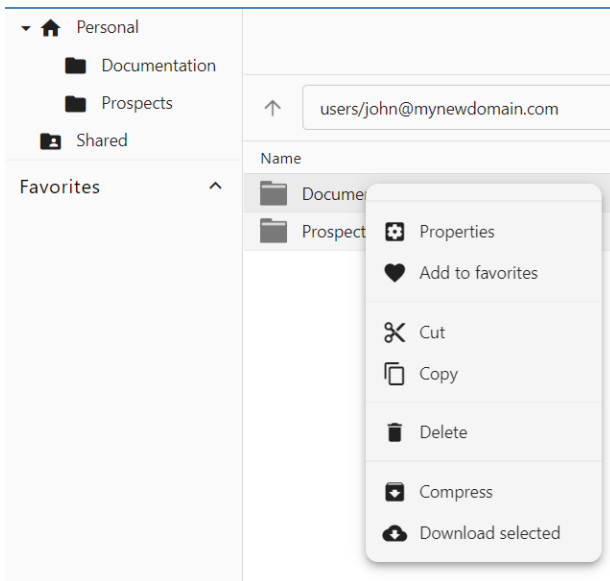 Personal
Documentation
Prospects
Shared
Favorites
users/john@mynewdomain.com
Name
Prospect
Properties
Add to favorites
Cut
Copy
Delete
Compress
Download selected